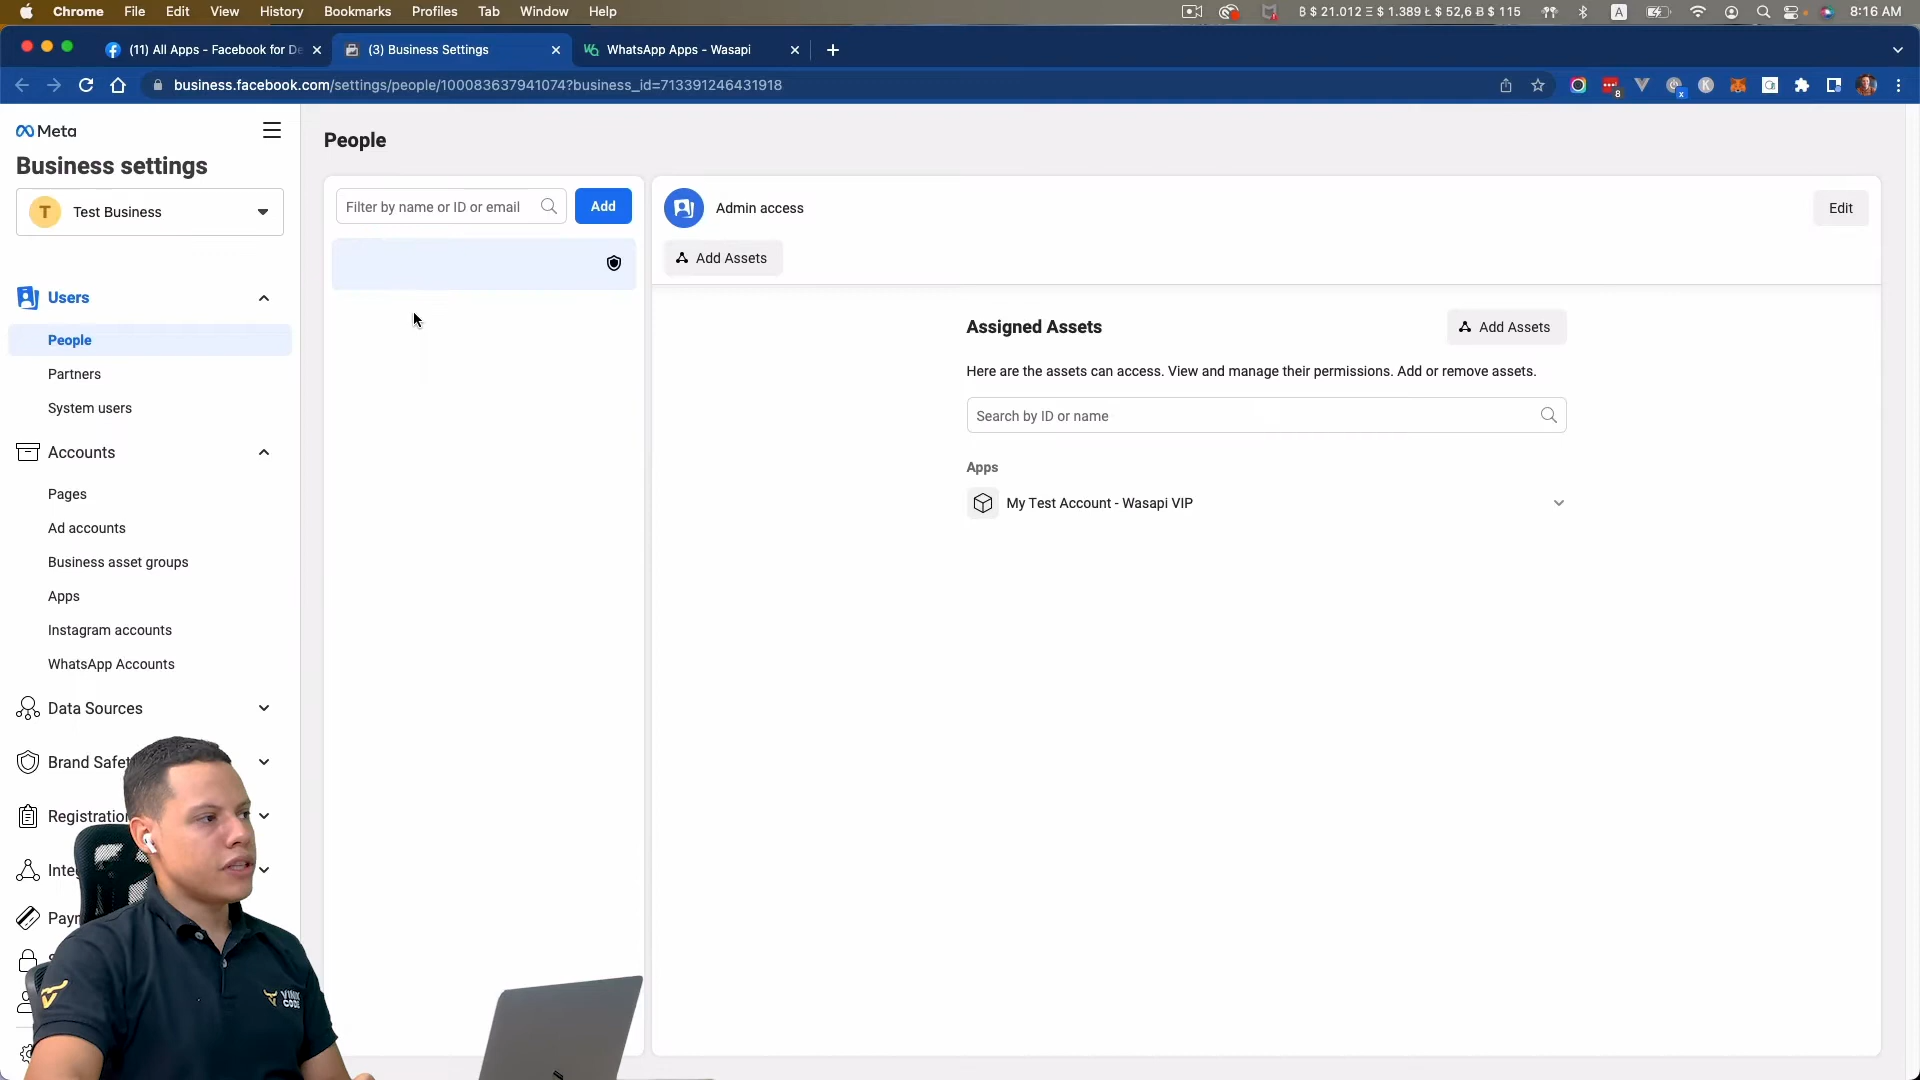 Chrome File Edit View History Bookmarks Profiles Tab Window Help
8:16 AM
(11) All Apps - Facebook for De
(3) Business Settings
WhatsApp Apps - Wasapi
business.facebook.com/settings/people/100083637941074?business_id=713391246431918
Meta
Business settings
T Test Business
Users
People
Partners
System users
Accounts
Pages
Ad accounts
Business asset groups
Apps
Instagram accounts
WhatsApp Accounts
Data Sources
Brand Safet
Registration
Integ
Paym
People
Filter by name or ID or email
Add
Admin access
Edit
Add Assets
Assigned Assets
Add Assets
Here are the assets can access. View and manage their permissions. Add or remove assets.
Search by ID or name
Apps
My Test Account - Wasapi VIP